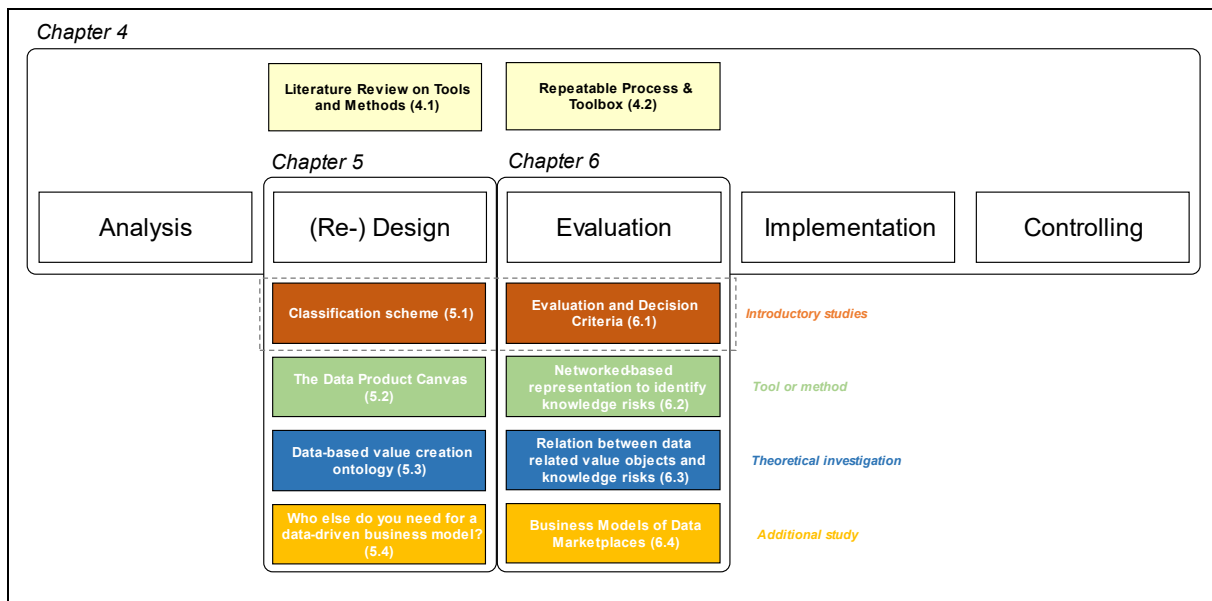 Chapter 4
Literature Review on Tools
and Methods (4.1)
Repeatable Process &
Toolbox (4.2)
Chapter 5
Chapter 6
Analysis
(Re-) Design
Evaluation
Implementation
Controlling
Classification scheme (5.1)
Evaluation and Decision
Criteria (6.1)
Introductory studies
The Data Product Canvas
(5.2)
Networked-based
representation to identify
knowledge risks (6.2)
Tool or method
Data-based value creation
ontology (5.3)
Relation between data
related value objects and
knowledge risks (6.3)
Theoretical investigation
Who else do you need for a
data-driven business model?
(5.4)
Business Models of Data
Marketplaces (6.4)
Additional study